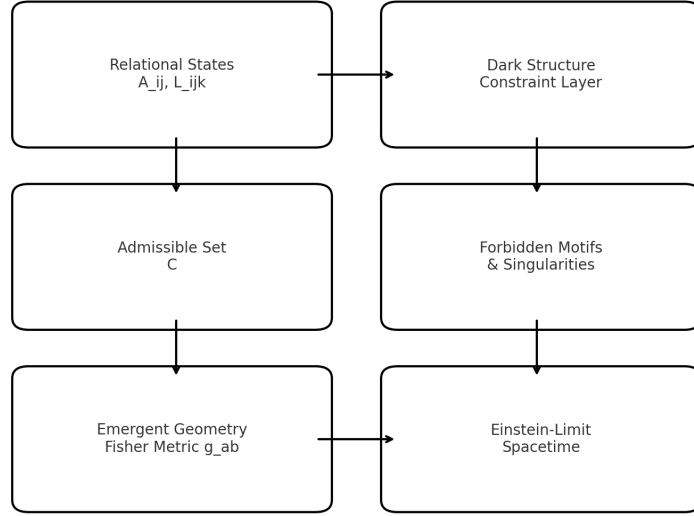 Relational States
A_ij, L_ijk
Dark Structure
Constraint Layer
Admissible Set
C
Forbidden Motifs
& Singularities
Emergent Geometry
Fisher Metric g_ab
Einstein-Limit
Spacetime